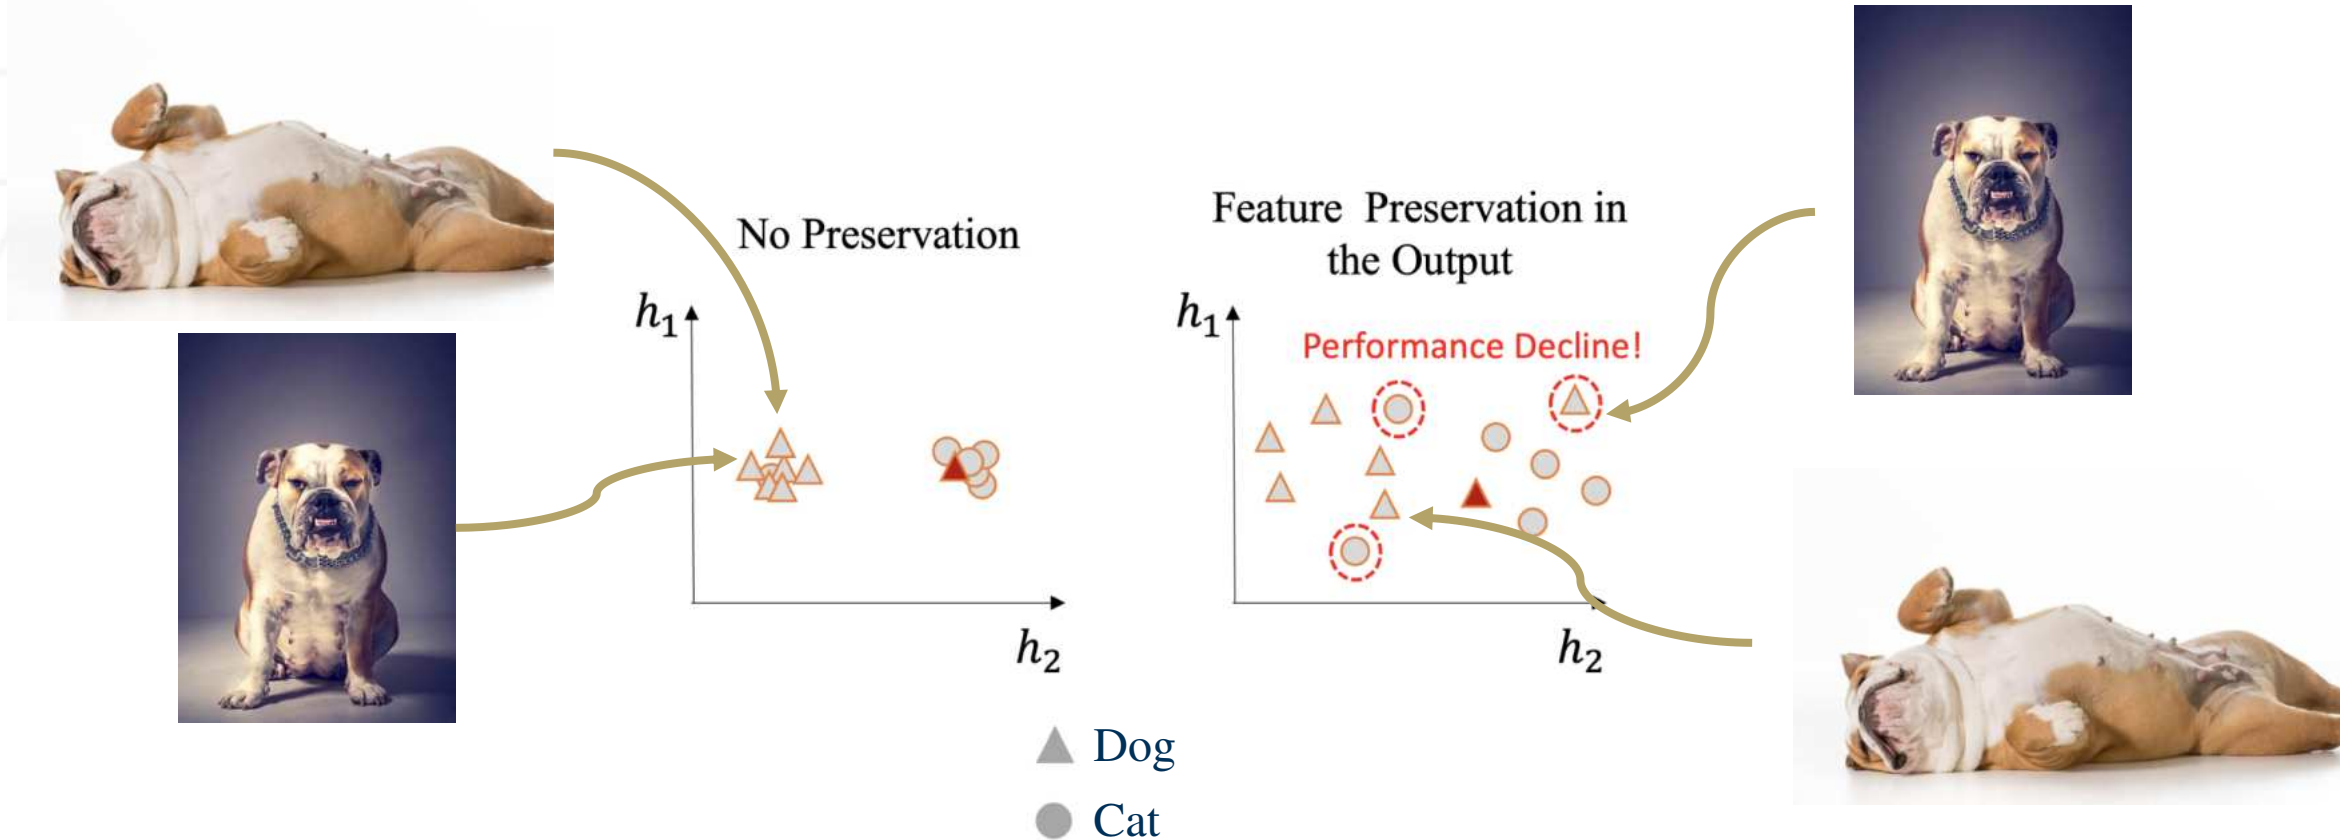 No Preservation
h₁
h₂
Feature Preservation in
the Output
h₁
Performance Decline!
h₂
Dog
Cat